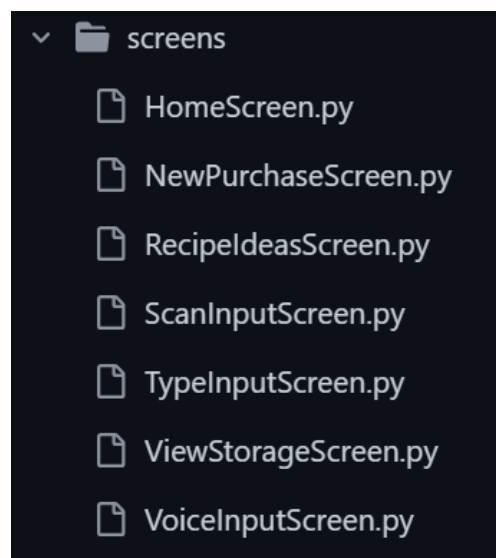 screens
HomeScreen.py
NewPurchaseScreen.py
RecipeIdeasScreen.py
ScanInputScreen.py
TypeInputScreen.py
ViewStorageScreen.py
VoiceInputScreen.py